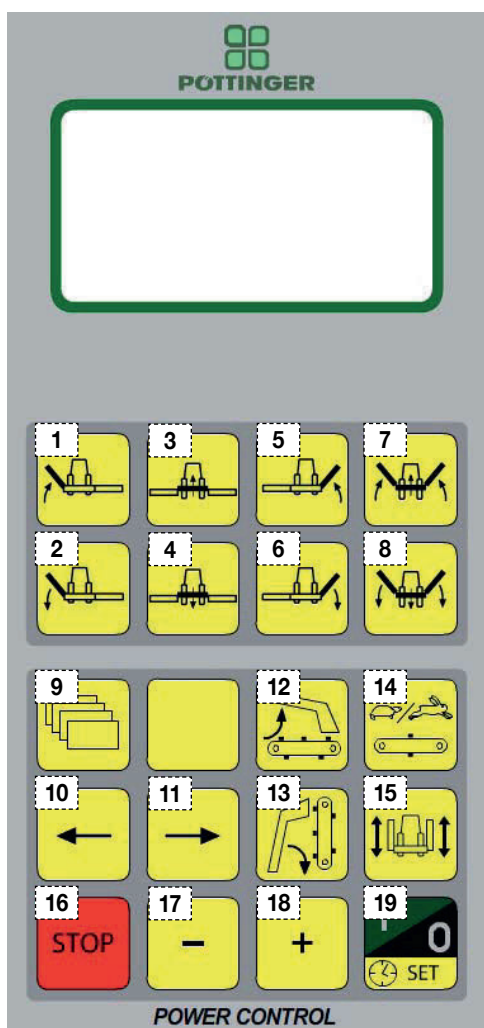 PÖTTINGER
1 3 5 7
2 4 6 8
9 12 14
10 11 13 15
16 17 18 19
STOP - + I 0
SET
POWER CONTROL